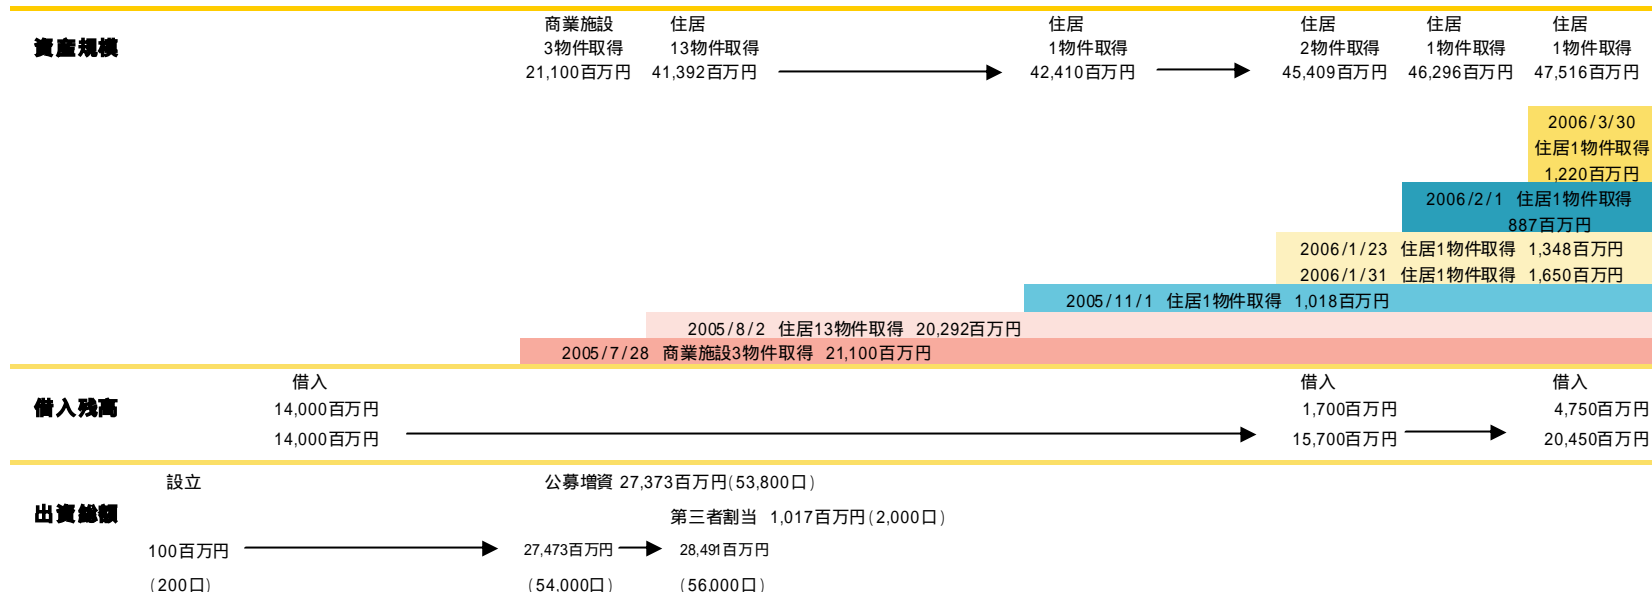 商業施設 住居 住居 住居 住居 住居
資産規模 3物件取得 13物件取得 1物件取得 2物件取得 1物件取得 1物件取得
21,100百万円 41,392百万円 42,410百万円 45,409百万円 46,296百万円 47,516百万円
2006/3/30
住居1物件取得
1,220百万円
2006/2/1 住居1物件取得
887百万円
2006/1/23 住居1物件取得 1,348百万円
2006/1/31 住居1物件取得 1,650百万円
2005/11/1 住居1物件取得 1,018百万円
2005/8/2 住居13物件取得 20,292百万円
2005/7/28 商業施設3物件取得 21,100百万円
借入 借入 借入
借入残高 14,000百万円 1,700百万円 4,750百万円
14,000百万円 15,700百万円 20,450百万円
設立 公募増資 27,373百万円(53,800口)
出資総額 第三者割当 1,017百万円(2,000口)
100百万円 27,473百万円 28,491百万円
(200口) (54,000口) (56,000口)